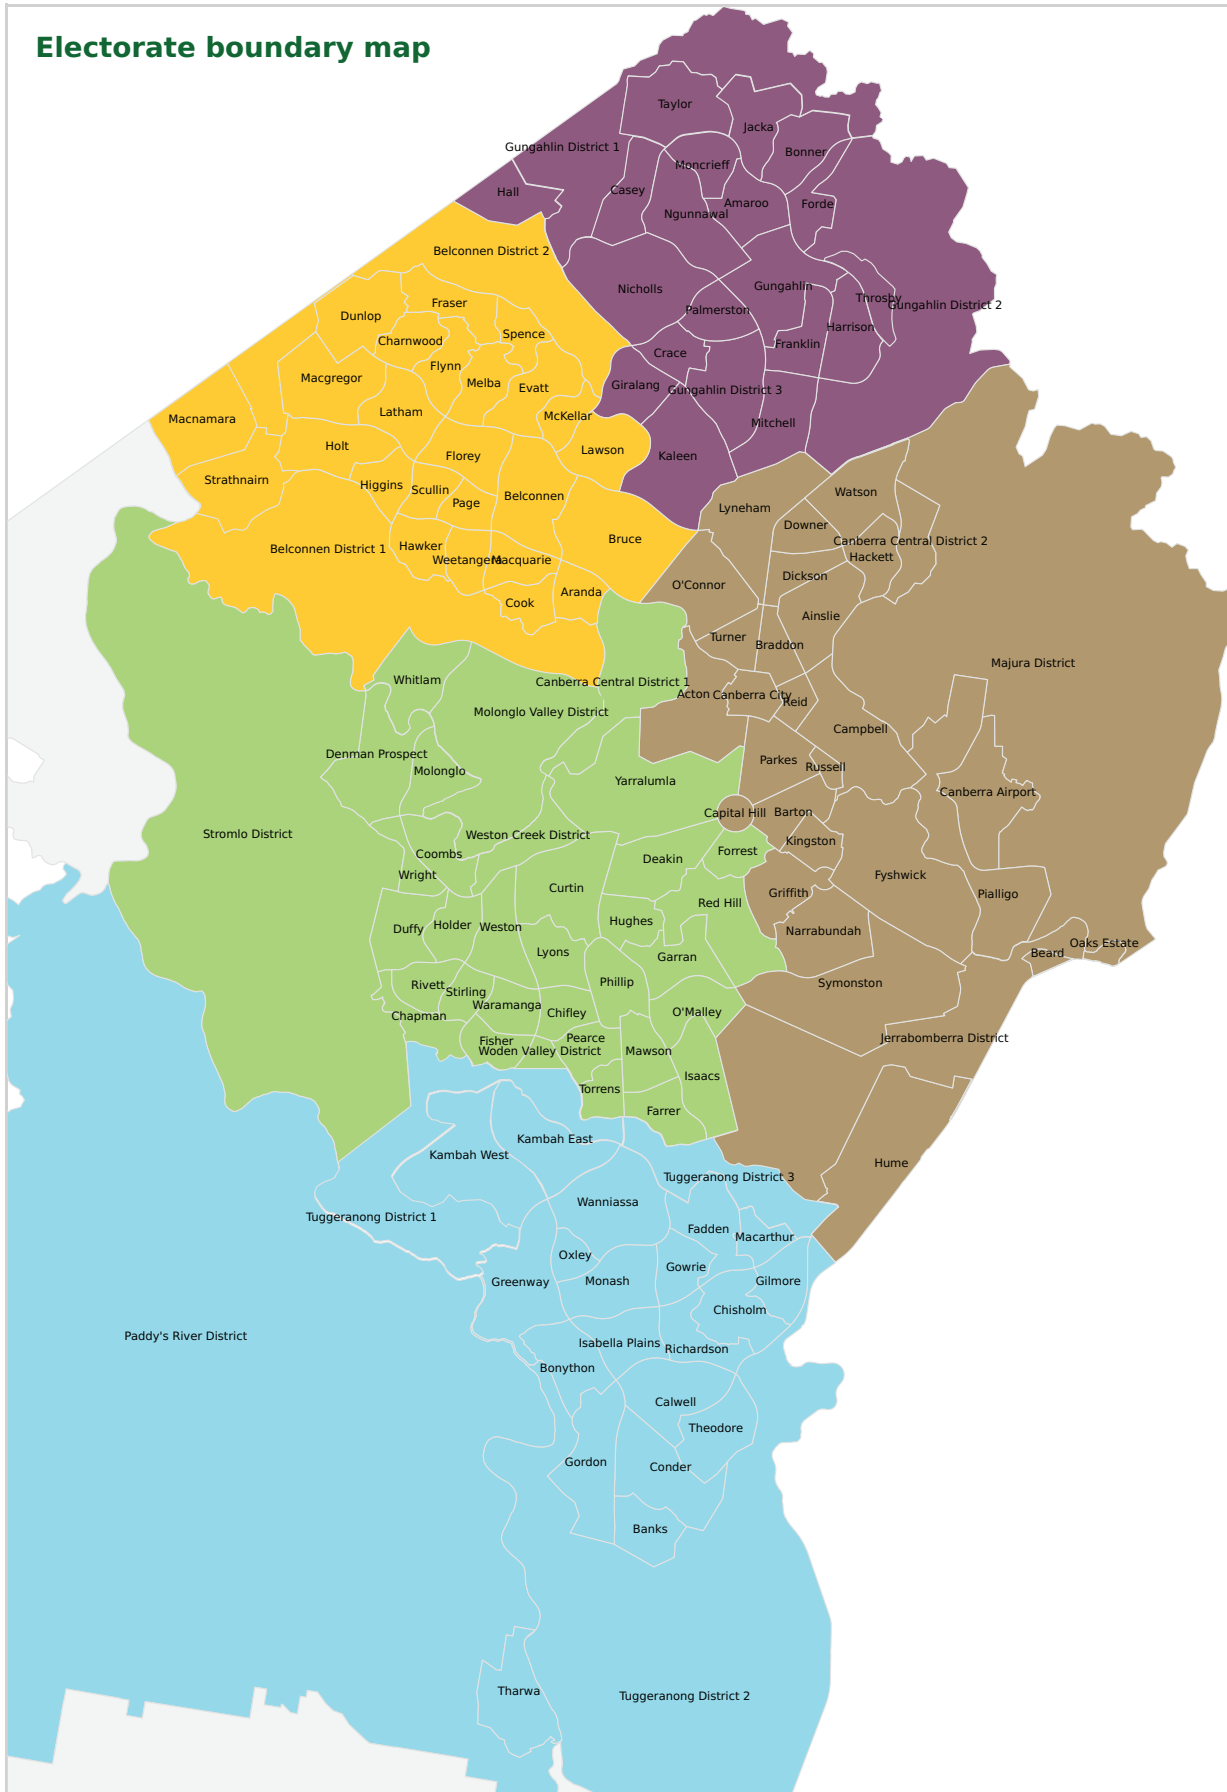 Electorate boundary map
Taylor
Jacka
Gungahlin District 1
Bonner
Moncrieff
Hall
Casey
Amaroo
Forde
Ngunnawal
Belconnen District 2
Nicholls
Gungahlin
Throsby
Gungahlin District 2
Fraser
Palmerston
Dunlop
Harrison
Spence
Charnwood
Franklin
Crace
Flynn
Macgregor
Melba
Evatt
Giralang
Gungahlin District 3
Latham
McKellar
Macnamara
Mitchell
Holt
Lawson
Florey
Kaleen
Strathnairn
Higgins
Scullin
Page
Belconnen
Watson
Lyneham
Downer
Bruce
Canberra Central District 2
Belconnen District 1
Hawker
Weetangera
Macquarie
Hackett
Dickson
O'Connor
Aranda
Cook
Ainslie
Turner
Braddon
Majura District
Whitlam
Canberra Central District 1
Acton
Canberra City
Reid
Molonglo Valley District
Campbell
Denman Prospect
Parkes
Russell
Molonglo
Yarralumla
Canberra Airport
Capital Hill
Barton
Stromlo District
Weston Creek District
Kingston
Coombs
Forrest
Deakin
Wright
Fyshwick
Curtin
Griffith
Pialligo
Red Hill
Hughes
Holder
Weston
Duffy
Narrabundah
Oaks Estate
Lyons
Beard
Garran
Phillip
Symonston
Rivett
Stirling
Waramanga
Chifley
O'Malley
Chapman
Pearce
Jerrabomberra District
Fisher
Woden Valley District
Mawson
Isaacs
Torrens
Farrer
Kambah East
Kambah West
Hume
Tuggeranong District 3
Wanniassa
Tuggeranong District 1
Fadden
Macarthur
Oxley
Gowrie
Greenway
Monash
Gilmore
Chisholm
Paddy's River District
Isabella Plains
Richardson
Bonython
Calwell
Theodore
Gordon
Conder
Banks
Tharwa
Tuggeranong District 2